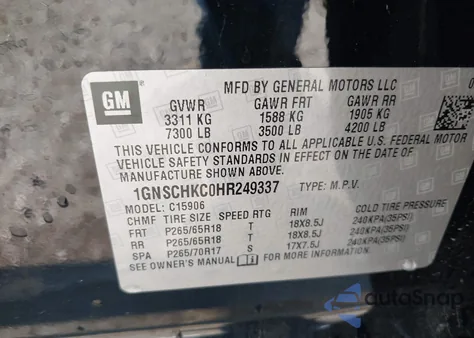 GM
MFD BY GENERAL MOTORS LLC
GVWR GAWR FRT GAWR RR
3311 KG 1588 KG 1905 KG
7300 LB 3500 LB 4200 LB
THIS VEHICLE CONFORMS TO ALL APPLICABLE U.S. FEDERAL MOTOR
VEHICLE SAFETY STANDARDS IN EFFECT ON THE DATE OF
MANUFACTURE SHOWN ABOVE.
1GNSCHKC0HR249337 TYPE: M.P.V.
MODEL: C15906
CHMF TIRE SIZE SPEED RTG RIM COLD TIRE PRESSURE
FRT P265/65R18 T 18X8.5J 240KPA(35PSI)
RR P265/65R18 T 18X8.5J 240KPA(35PSI)
SPA P265/70R17 S 17X7.5J 240KPA(35PSI)
SEE OWNER'S MANUAL FOR MORE INFORMATION.
autoSnap